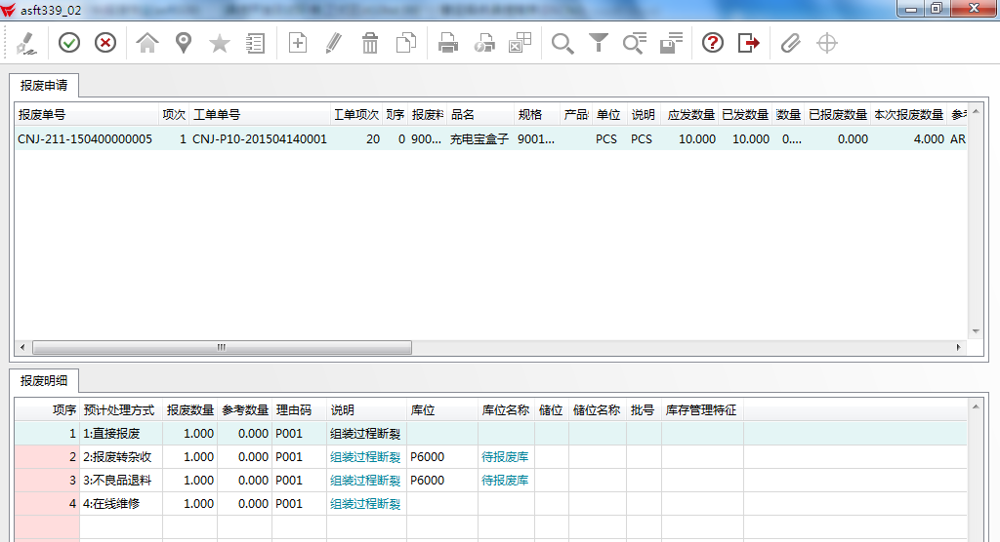 asft339_02
报废申请
报废单号 项次 工单单号 工单项次 序 报废料 品名 规格 产品 单位 说明 应发数量 已发数量 数量 已报废数量 本次报废数量 参考
CNJ-211-150400000005 1 CNJ-P10-201504140001 20 0 900... 充电宝盒子 9001... PCS PCS 10.000 10.000 0.... 0.000 4.000 AR
报废明细
项序 预计处理方式 报废数量 参考数量 理由码 说明 库位 库位名称 储位 储位名称 批号 库存管理特征
1 1:直接报废 1.000 0.000 P001 组装过程断裂
2 2:报废转杂收 1.000 0.000 P001 组装过程断裂 P6000 待报废库
3 3:不良品退料 1.000 0.000 P001 组装过程断裂 P6000 待报废库
4 4:在线维修 1.000 0.000 P001 组装过程断裂